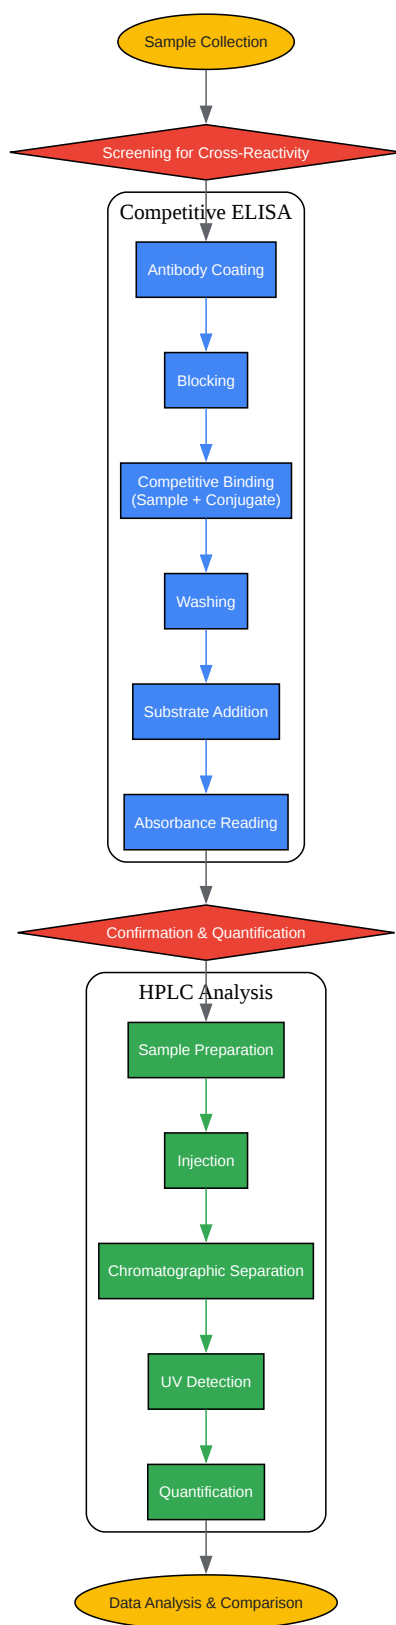 Sample Collection
Screening for Cross-Reactivity
Competitive ELISA
Antibody Coating
Blocking
Competitive Binding
(Sample + Conjugate)
Washing
Substrate Addition
Absorbance Reading
Confirmation & Quantification
HPLC Analysis
Sample Preparation
Injection
Chromatographic Separation
UV Detection
Quantification
Data Analysis & Comparison